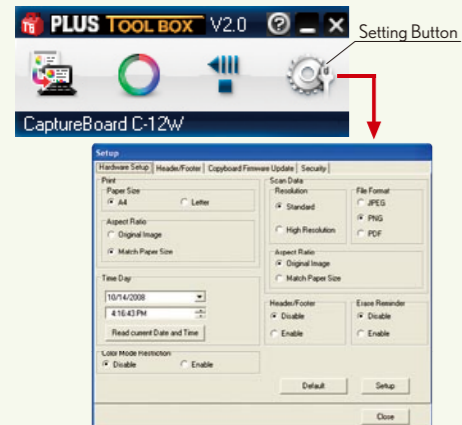 TB PLUS TOOL BOX V2.0
Setting Button
CaptureBoard C-12W
Setup
Hardware Setup Header/Footer Copyboard Firmware Update Security
Print
Paper Size
A4 Letter
Aspect Ratio
Original Image
Match Paper Size
Time Day
10/14/2008
4:16:43 PM
Read current Date and Time
Color Mode Restriction
Disable Enable
Scan Data
Resolution
Standard
High Resolution
File Format
JPEG
PNG
PDF
Aspect Ratio
Original Image
Match Paper Size
Header/Footer
Disable
Enable
Erase Reminder
Disable
Enable
Default Setup
Close